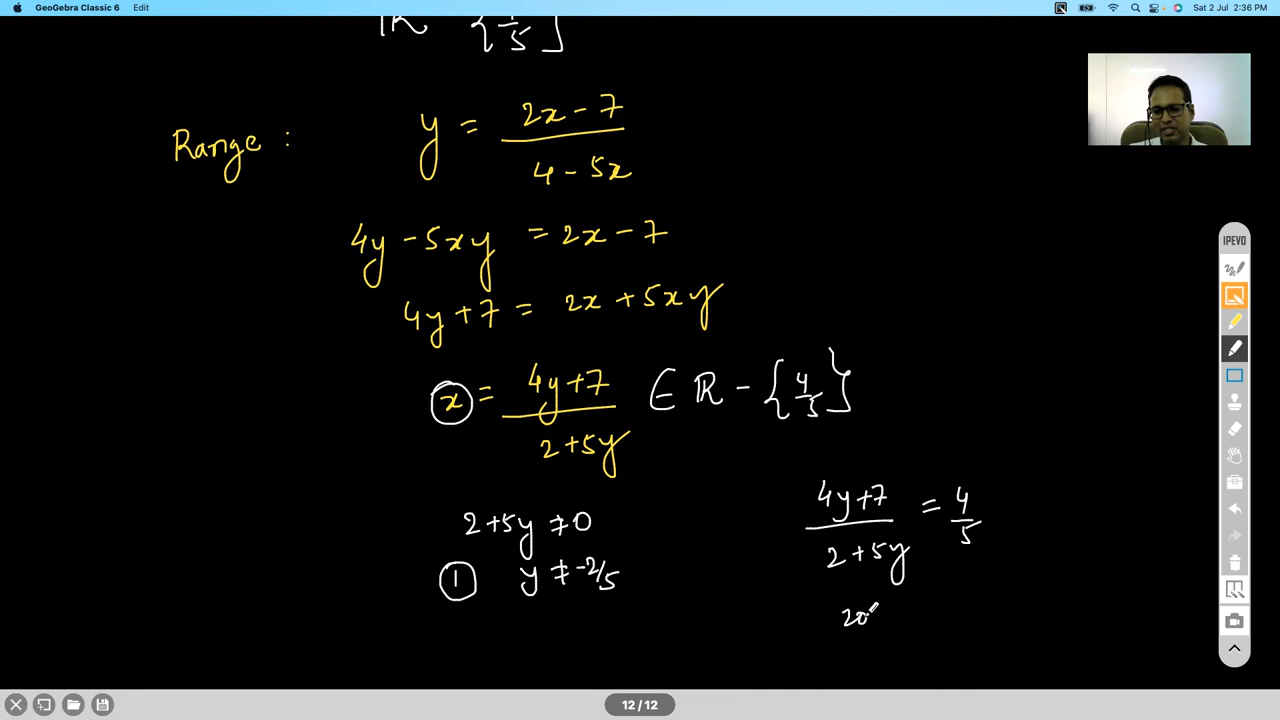 GeoGebra Classic 6 Edit Sat 2 Jul 2:36 PM
Range : y = (2x - 7)/(4 - 5x)
4y - 5xy = 2x - 7
4y + 7 = 2x + 5xy
x = (4y+7)/(2+5y) ∈ ℝ - {4/5}
2+5y ≠ 0
① y ≠ -2/5
(4y+7)/(2+5y) = 4/5
20
IPEVO
12 / 12